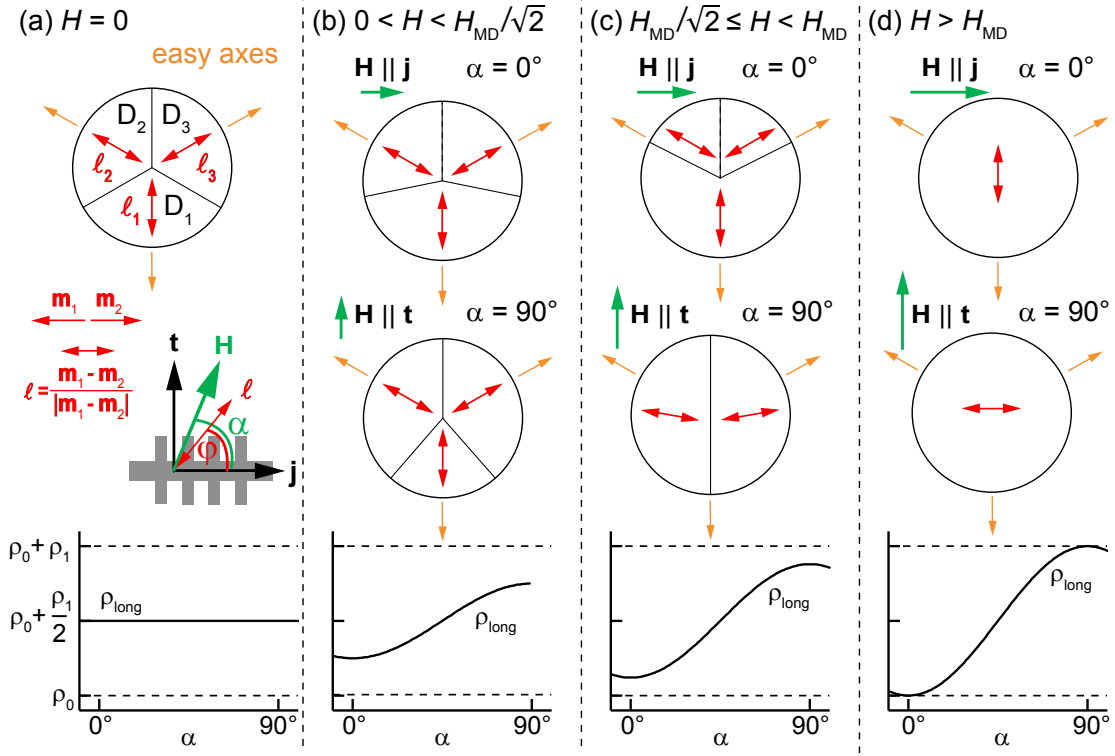 (a) H = 0
easy axes
D₂ D₃
ℓ₂ ℓ₃
ℓ₁ D₁
m₁ m₂
ℓ = m₁ - m₂ / |m₁ - m₂|
t
H
ℓ
α
φ
j
ρ₀ + ρ₁
ρ₀ + ρ₁/2
ρ₀
ρlong
0° 90°
α
(b) 0 < H < H_MD/√2
H || j α = 0°
H || t α = 90°
ρlong
0° 90°
α
(c) H_MD/√2 ≤ H < H_MD
H || j α = 0°
H || t α = 90°
ρlong
0° 90°
α
(d) H > H_MD
H || j α = 0°
H || t α = 90°
ρlong
0° 90°
α